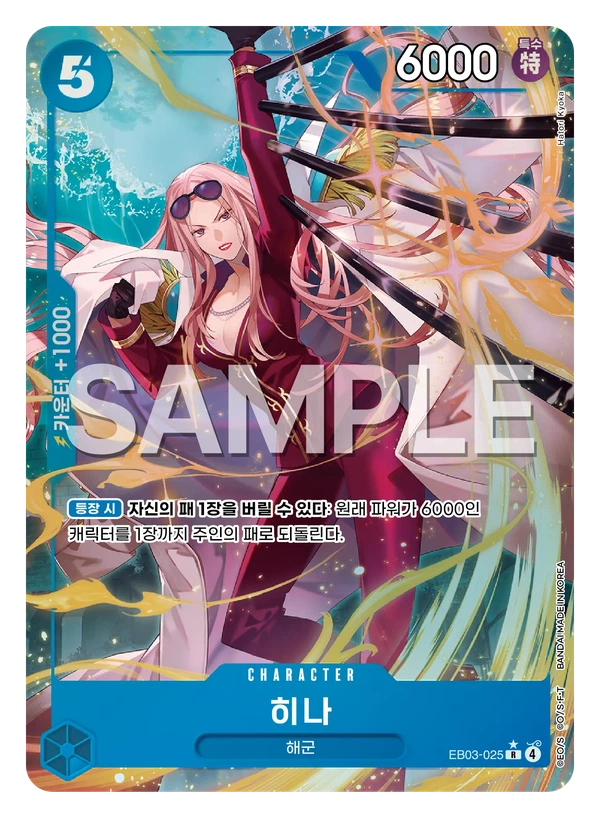 5
6000
특수
特
Hatori Kyoka
카운터 +1000
SAMPLE
등장 시 자신의 패 1장을 버릴 수 있다: 원래 파워가 6000인
캐릭터를 1장까지 주인의 패로 되돌린다.
CHARACTER
히나
해군
EB03-025 R 4
©EO/S ©O/S·F·T BANDAI MADE IN KOREA